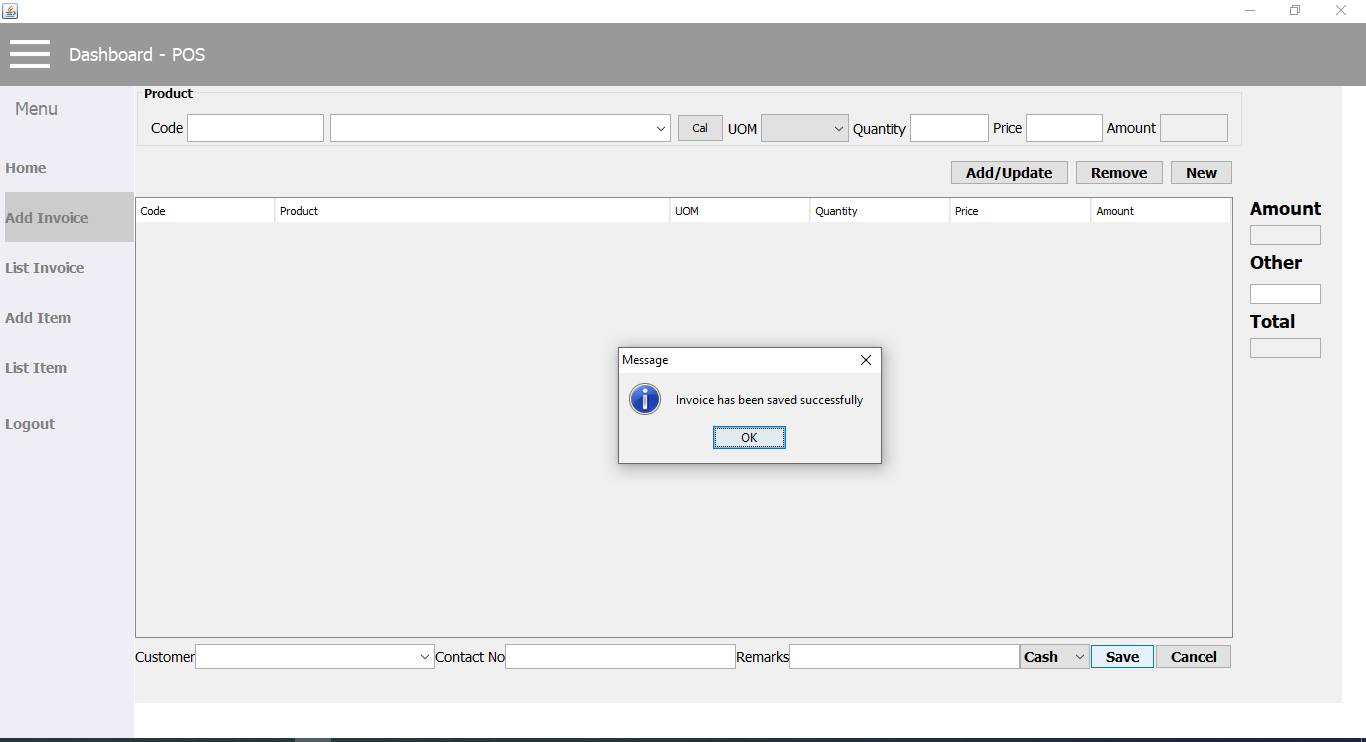 Dashboard - POS
Menu
Home
Add Invoice
List Invoice
Add Item
List Item
Logout
Product
Code Cal UOM Quantity Price Amount
Add/Update Remove New
Code Product UOM Quantity Price Amount
Amount
Other
Total
Message
Invoice has been saved successfully
OK
Customer Contact No Remarks Cash Save Cancel